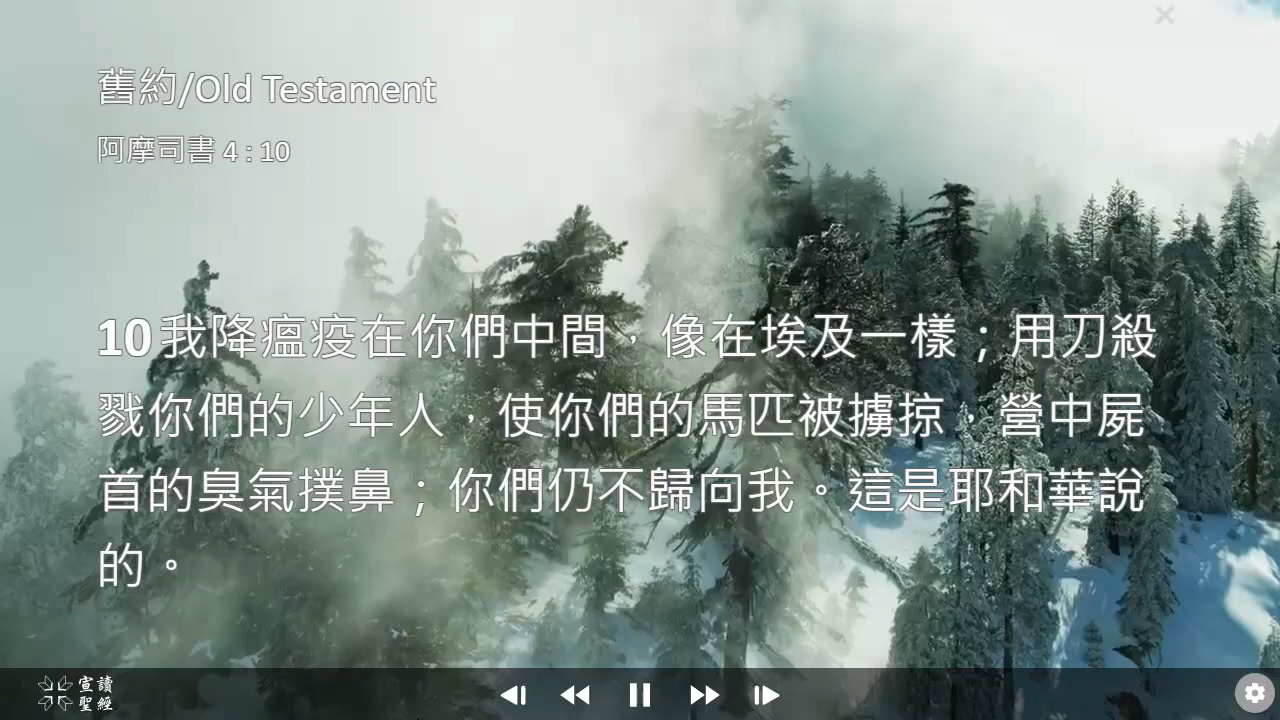 舊約/Old Testament
阿摩司書 4 : 10
10 我降瘟疫在你們中間，像在埃及一樣；用刀殺
戮你們的少年人，使你們的馬匹被擄掠，營中屍
首的臭氣撲鼻；你們仍不歸向我。這是耶和華說
的。
宣讀
聖經